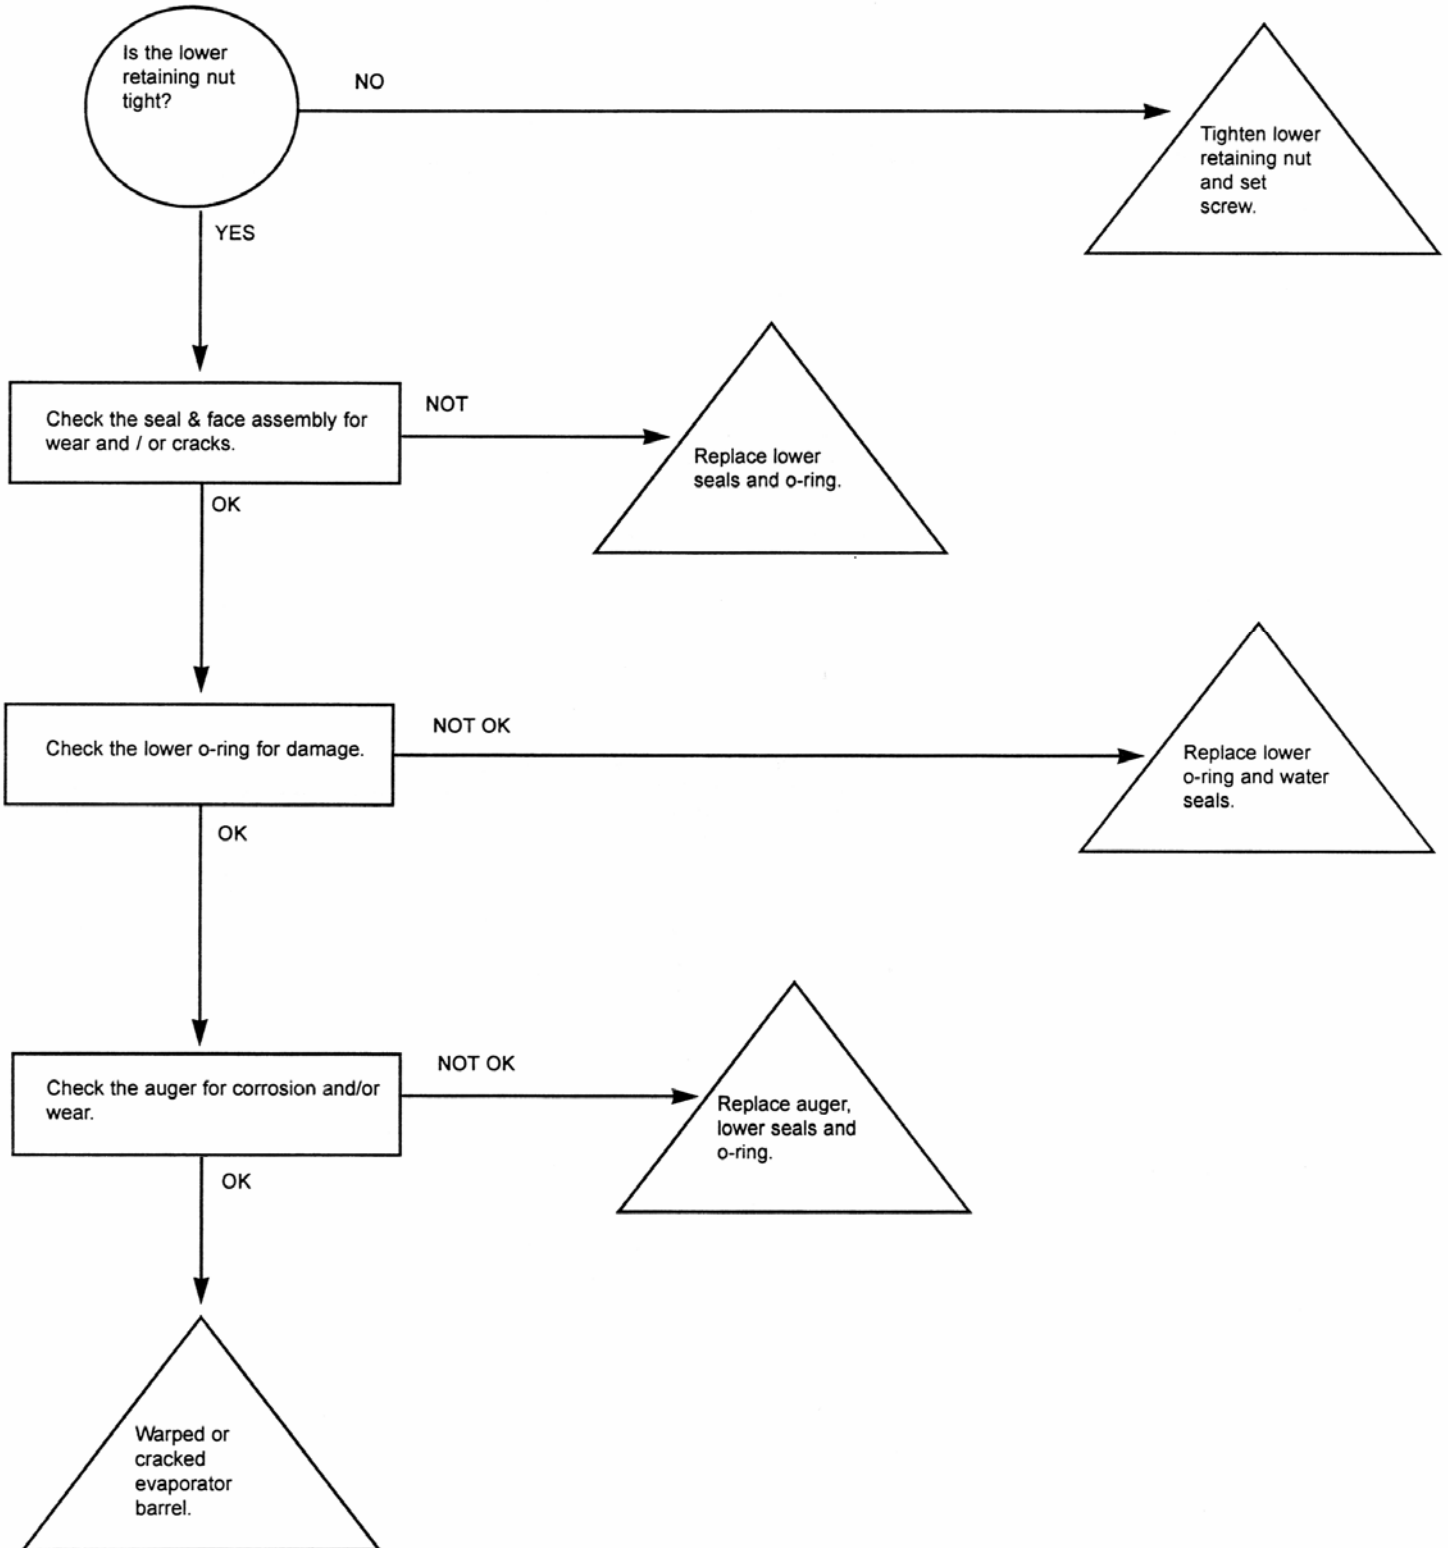 Is the lower
retaining nut
tight?
NO
Tighten lower
retaining nut
and set
screw.
YES
Check the seal & face assembly for
wear and / or cracks.
NOT
Replace lower
seals and o-ring.
OK
Check the lower o-ring for damage.
NOT OK
Replace lower
o-ring and water
seals.
OK
Check the auger for corrosion and/or
wear.
NOT OK
Replace auger,
lower seals and
o-ring.
OK
Warped or
cracked
evaporator
barrel.